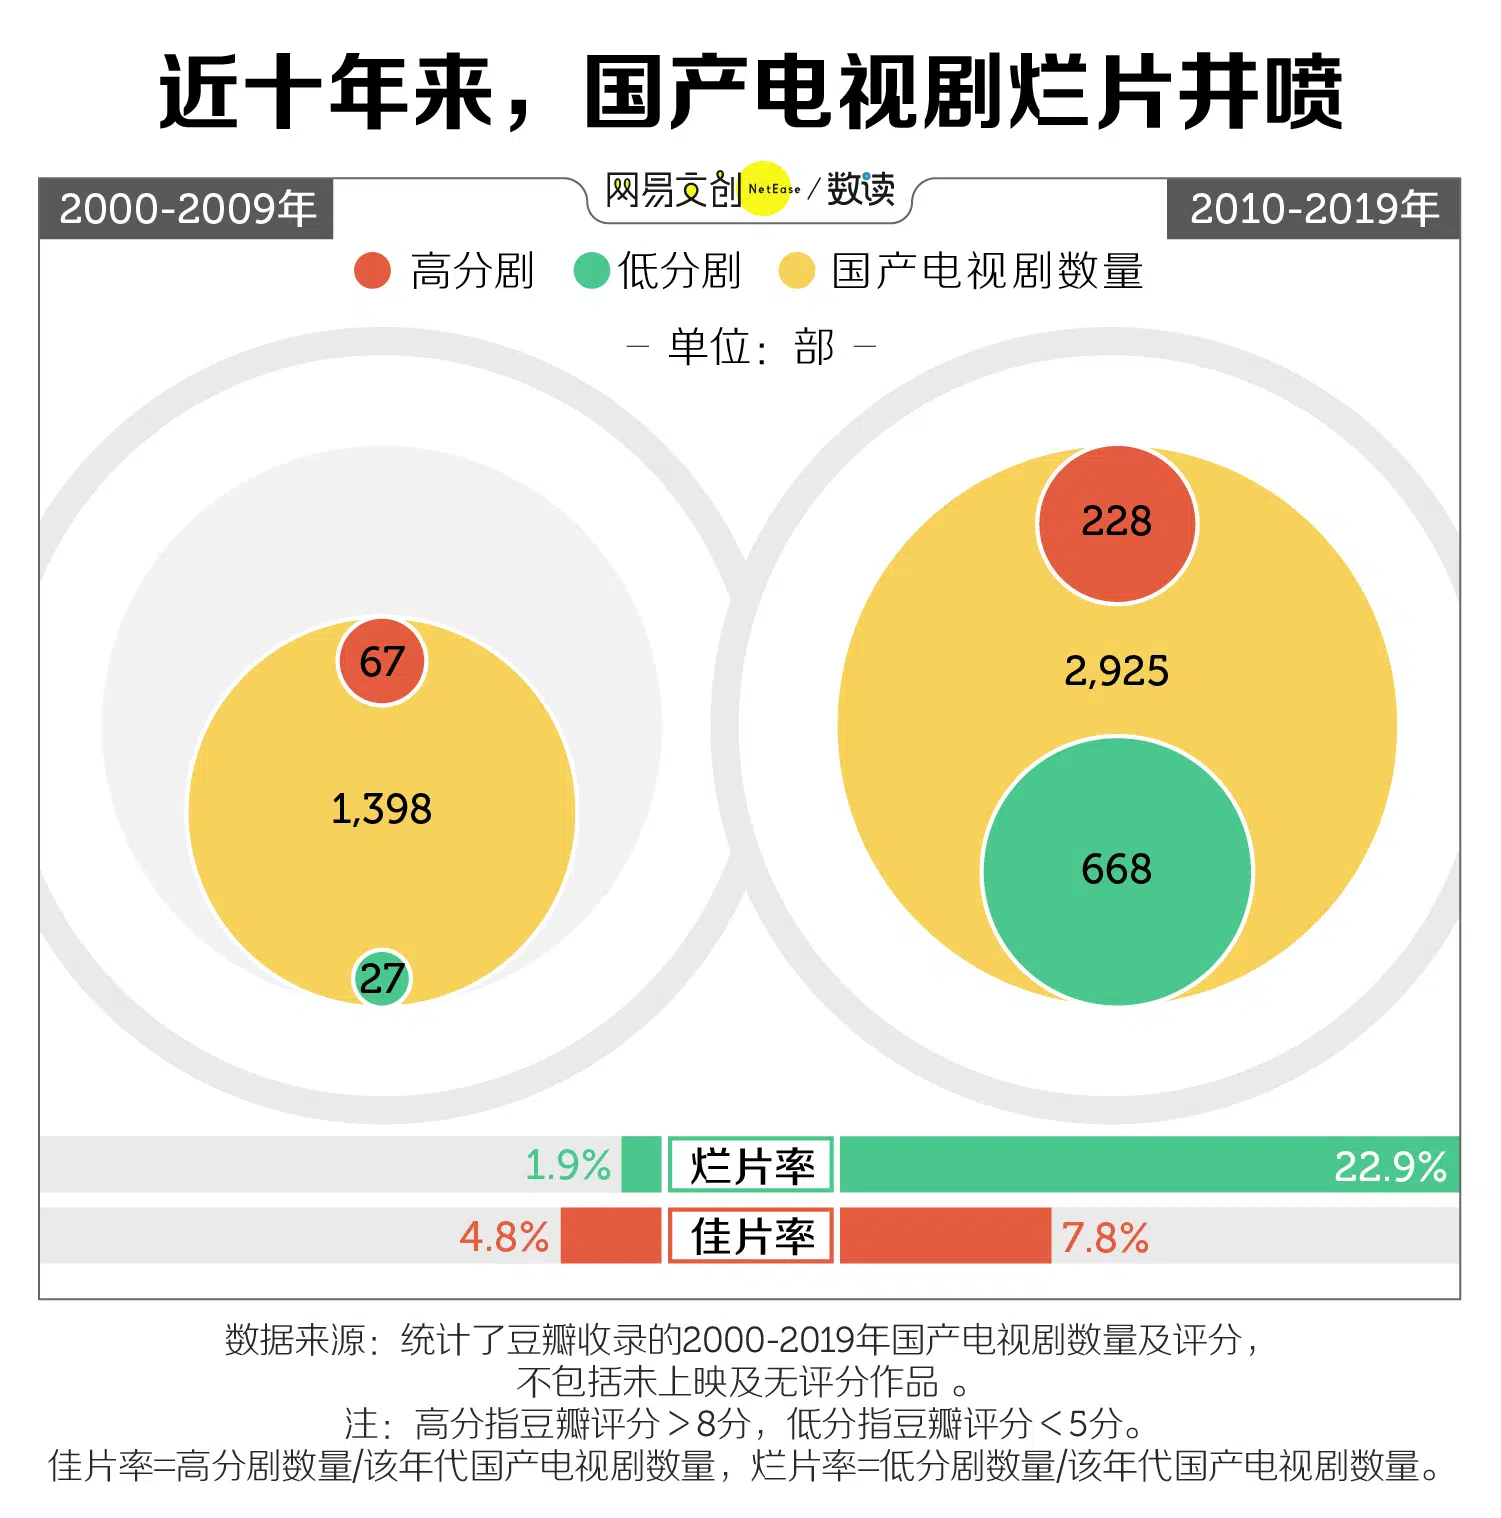 近十年来，国产电视剧烂片井喷
网易文创 NetEase / 数读
2000-2009年
2010-2019年
高分剧 低分剧 国产电视剧数量
– 单位：部 –
67
1,398
27
228
2,925
668
1.9% 烂片率 22.9%
4.8% 佳片率 7.8%
数据来源：统计了豆瓣收录的2000-2019年国产电视剧数量及评分，
不包括未上映及无评分作品 。
注：高分指豆瓣评分＞8分，低分指豆瓣评分＜5分。
佳片率=高分剧数量/该年代国产电视剧数量，烂片率=低分剧数量/该年代国产电视剧数量。